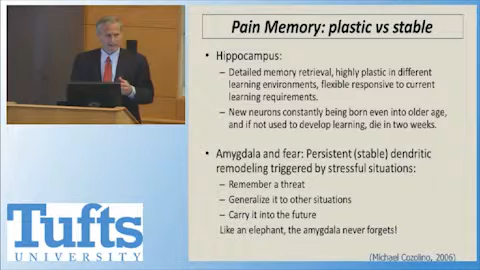 Pain Memory: plastic vs stable
• Hippocampus:
– Detailed memory retrieval, highly plastic in different
learning environments, flexible responsive to current
learning requirements.
– New neurons constantly being born even into older age,
and if not used to develop learning, die in two weeks.
• Amygdala and fear: Persistent (stable) dendritic
remodeling triggered by stressful situations:
– Remember a threat
– Generalize it to other situations
– Carry it into the future
Like an elephant, the amygdala never forgets!
(Michael Cozolino, 2006)
Tufts
UNIVERSITY